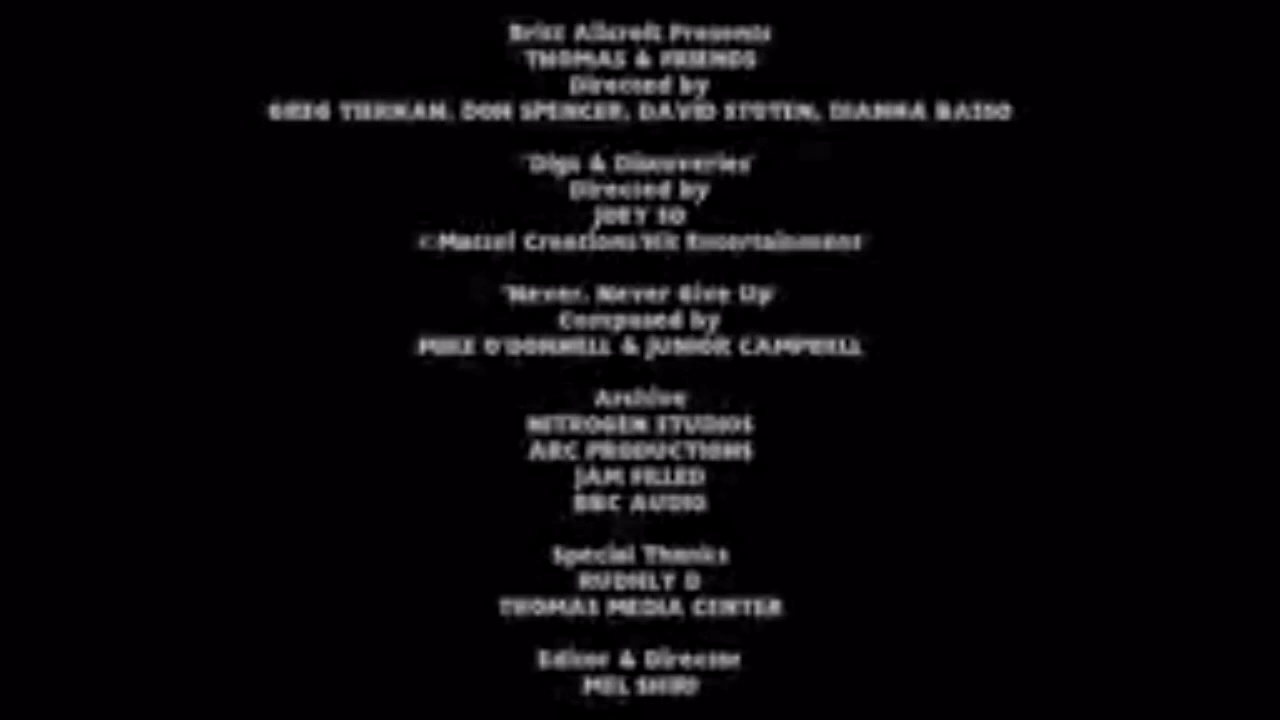 Britt Allcroft Presents
THOMAS & FRIENDS
Directed by
GREG TIERNAN, DON SPENCER, DAVID STOTEN, DIANNA BASSO
'Digs & Discoveries'
Directed by
JOEY SO
©Mattel Creations/Hit Entertainment
'Never, Never Give Up'
Composed by
MIKE O'DONNELL & JUNIOR CAMPBELL
Archive
NITROGEN STUDIOS
ARC PRODUCTIONS
JAM FILLED
BBC AUDIO
Special Thanks
D
THOMAS MEDIA CENTER
Editor & Director
MEL